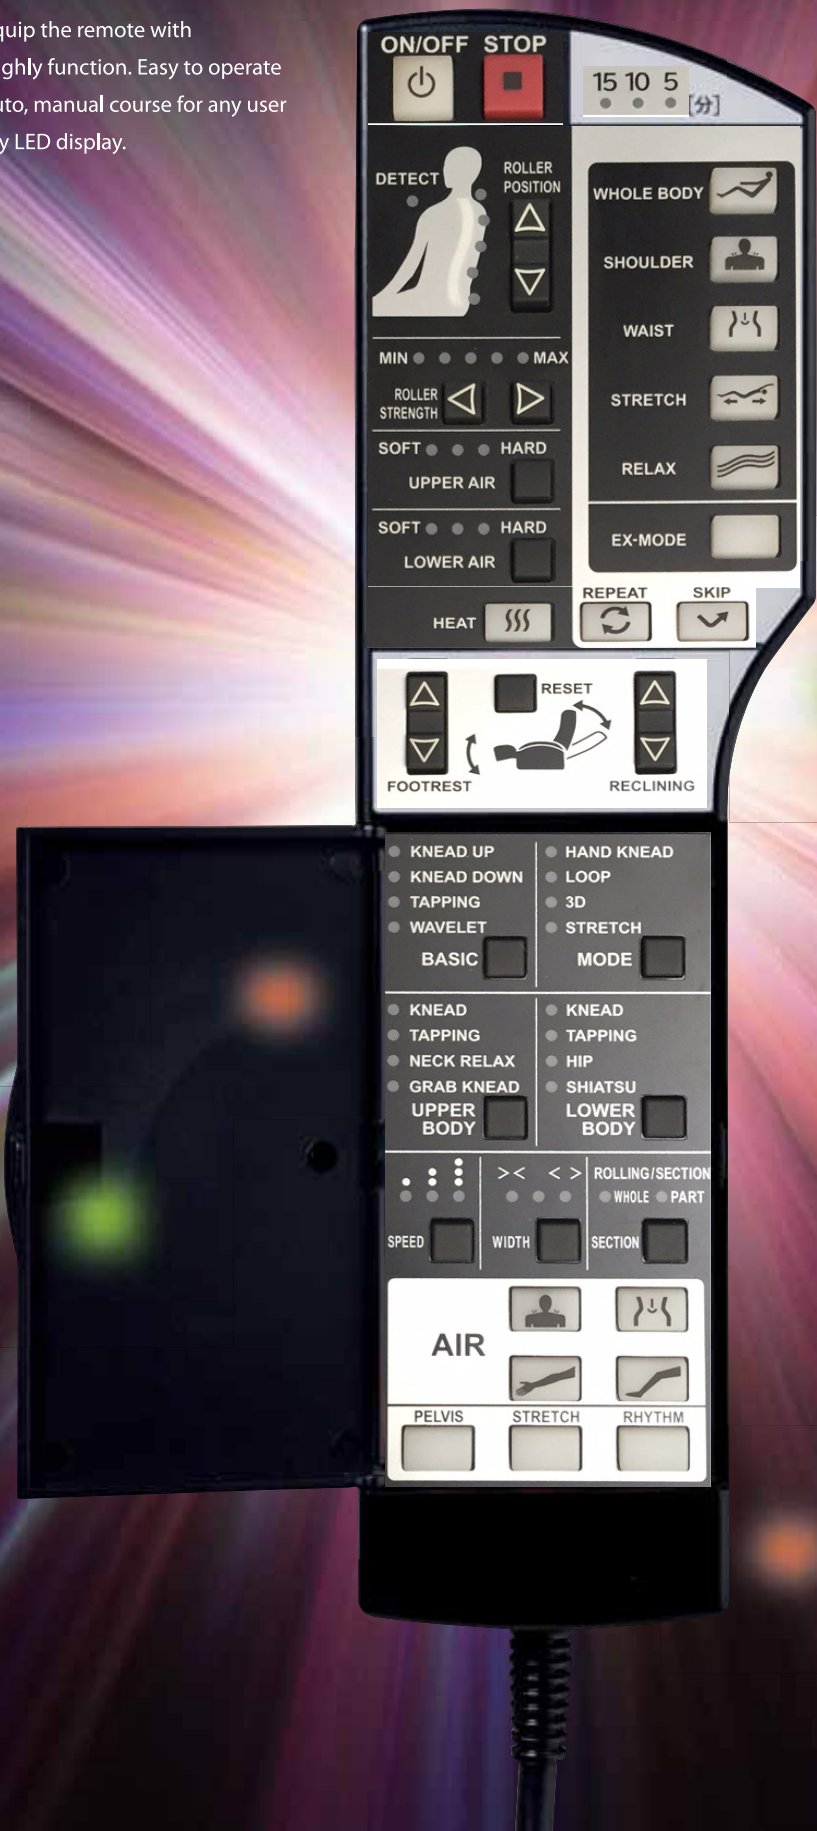 quip the remote with
ghly function. Easy to operate
uto, manual course for any user
y LED display.
ON/OFF STOP
15 10 5
[分]
DETECT
ROLLER
POSITION
MIN MAX
ROLLER
STRENGTH
SOFT HARD
UPPER AIR
SOFT HARD
LOWER AIR
HEAT
WHOLE BODY
SHOULDER
WAIST
STRETCH
RELAX
EX-MODE
REPEAT SKIP
RESET
FOOTREST
RECLINING
KNEAD UP
KNEAD DOWN
TAPPING
WAVELET
BASIC
HAND KNEAD
LOOP
3D
STRETCH
MODE
KNEAD
TAPPING
NECK RELAX
GRAB KNEAD
UPPER
BODY
KNEAD
TAPPING
HIP
SHIATSU
LOWER
BODY
SPEED
>< < >
WIDTH
ROLLING/SECTION
WHOLE PART
SECTION
AIR
PELVIS STRETCH RHYTHM